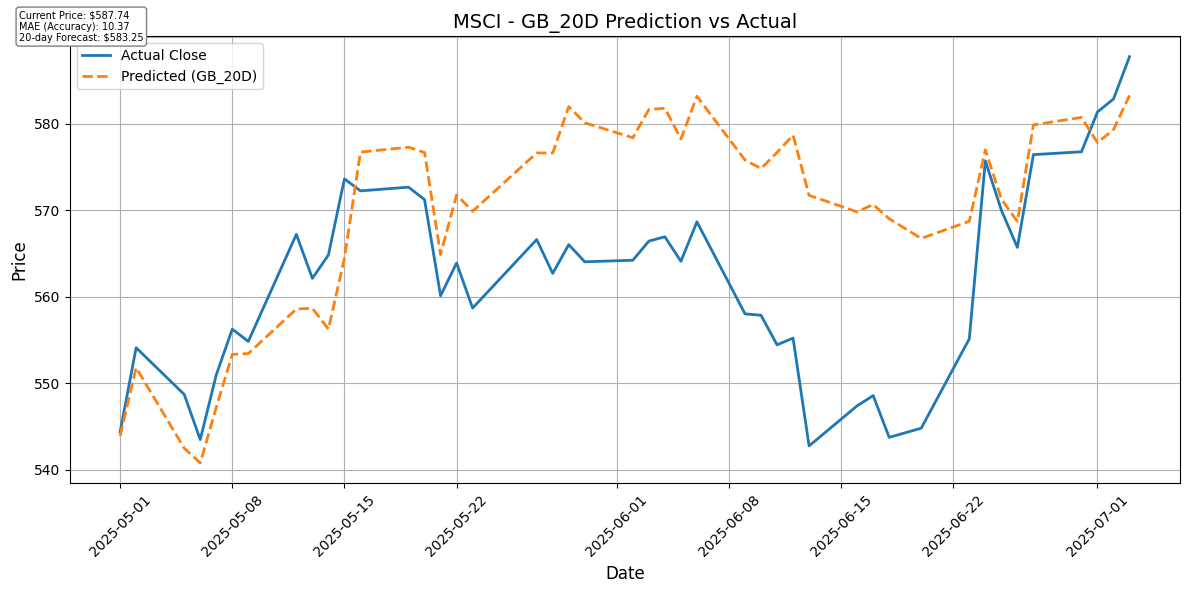 MSCI - GB_20D Prediction vs Actual
Current Price: $587.74
MAE (Accuracy): 10.37
20-day Forecast: $583.25
Actual Close
Predicted (GB_20D)
Price
580
570
560
550
540
2025-05-01
2025-05-08
2025-05-15
2025-05-22
2025-06-01
2025-06-08
2025-06-15
2025-06-22
2025-07-01
Date